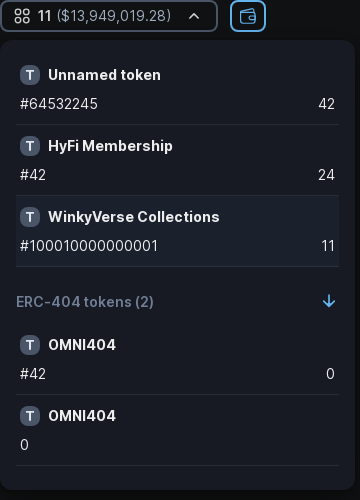 11 ($13,949,019.28)
T Unnamed token
#64532245 42
T HyFi Membership
#42 24
T WinkyVerse Collections
#100010000000001 11
ERC-404 tokens (2)
T OMNI404
#42 0
T OMNI404
0